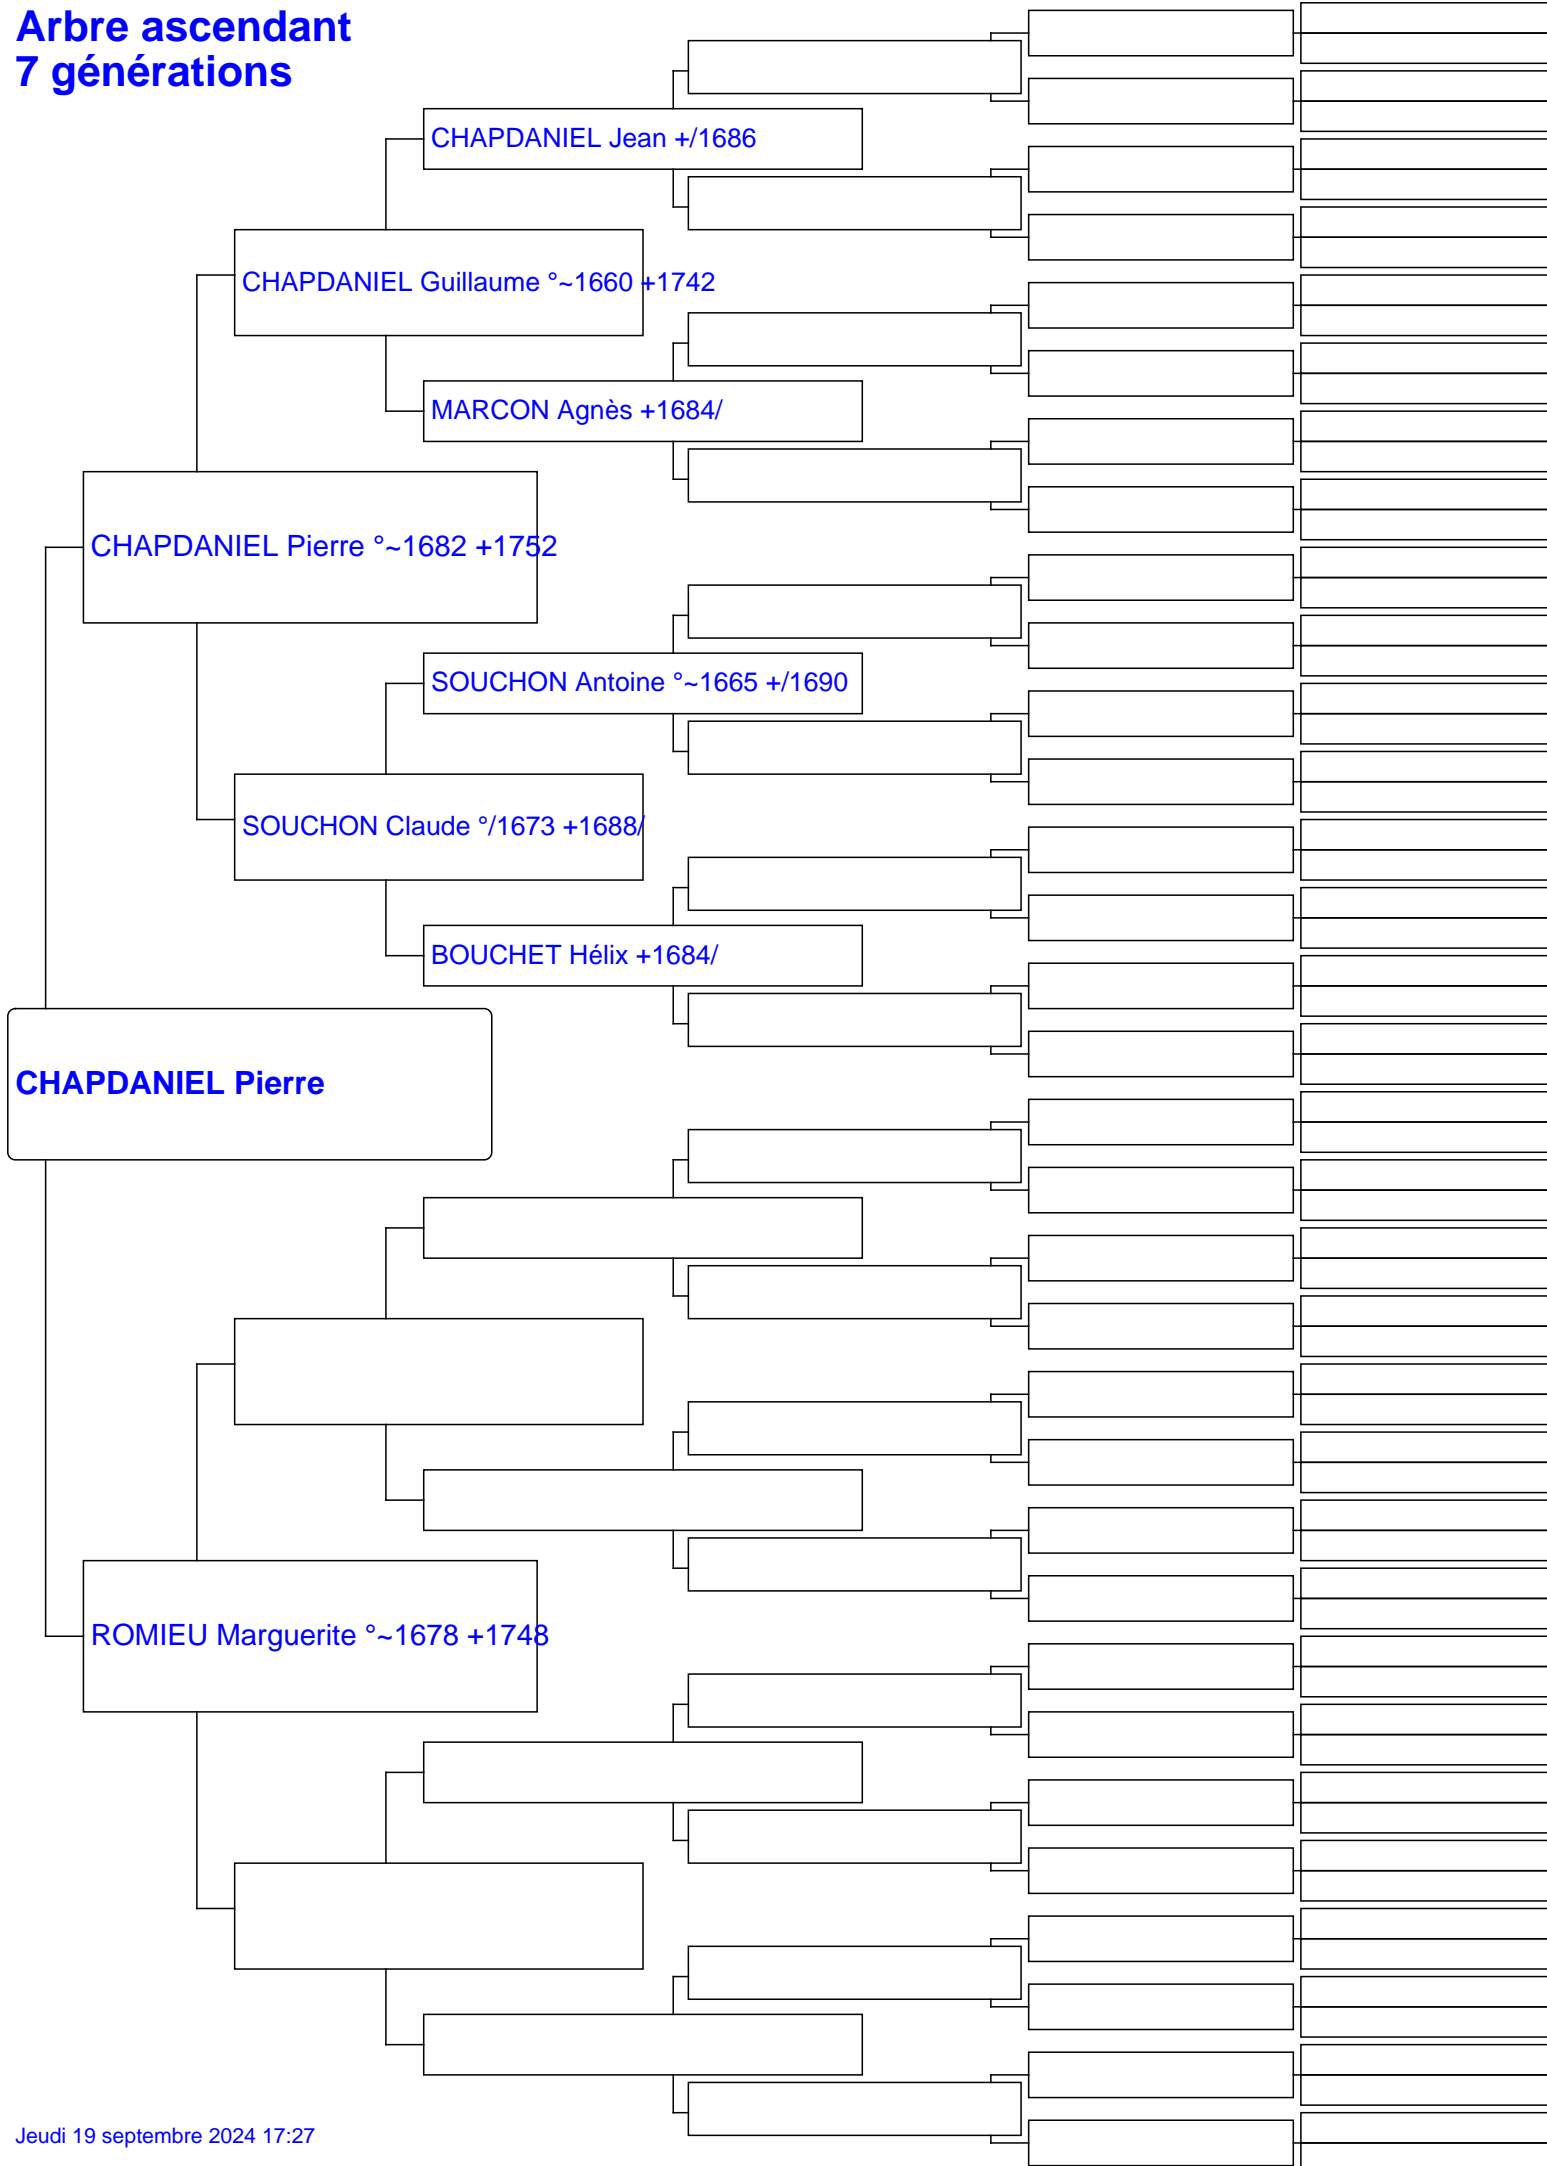 Arbre ascendant
7 générations
CHAPDANIEL Jean +/1686
CHAPDANIEL Guillaume °~1660 +1742
MARCON Agnès +1684/
CHAPDANIEL Pierre °~1682 +1752
SOUCHON Antoine °~1665 +/1690
SOUCHON Claude °/1673 +1688/
BOUCHET Hélix +1684/
CHAPDANIEL Pierre
ROMIEU Marguerite °~1678 +1748
Jeudi 19 septembre 2024 17:27